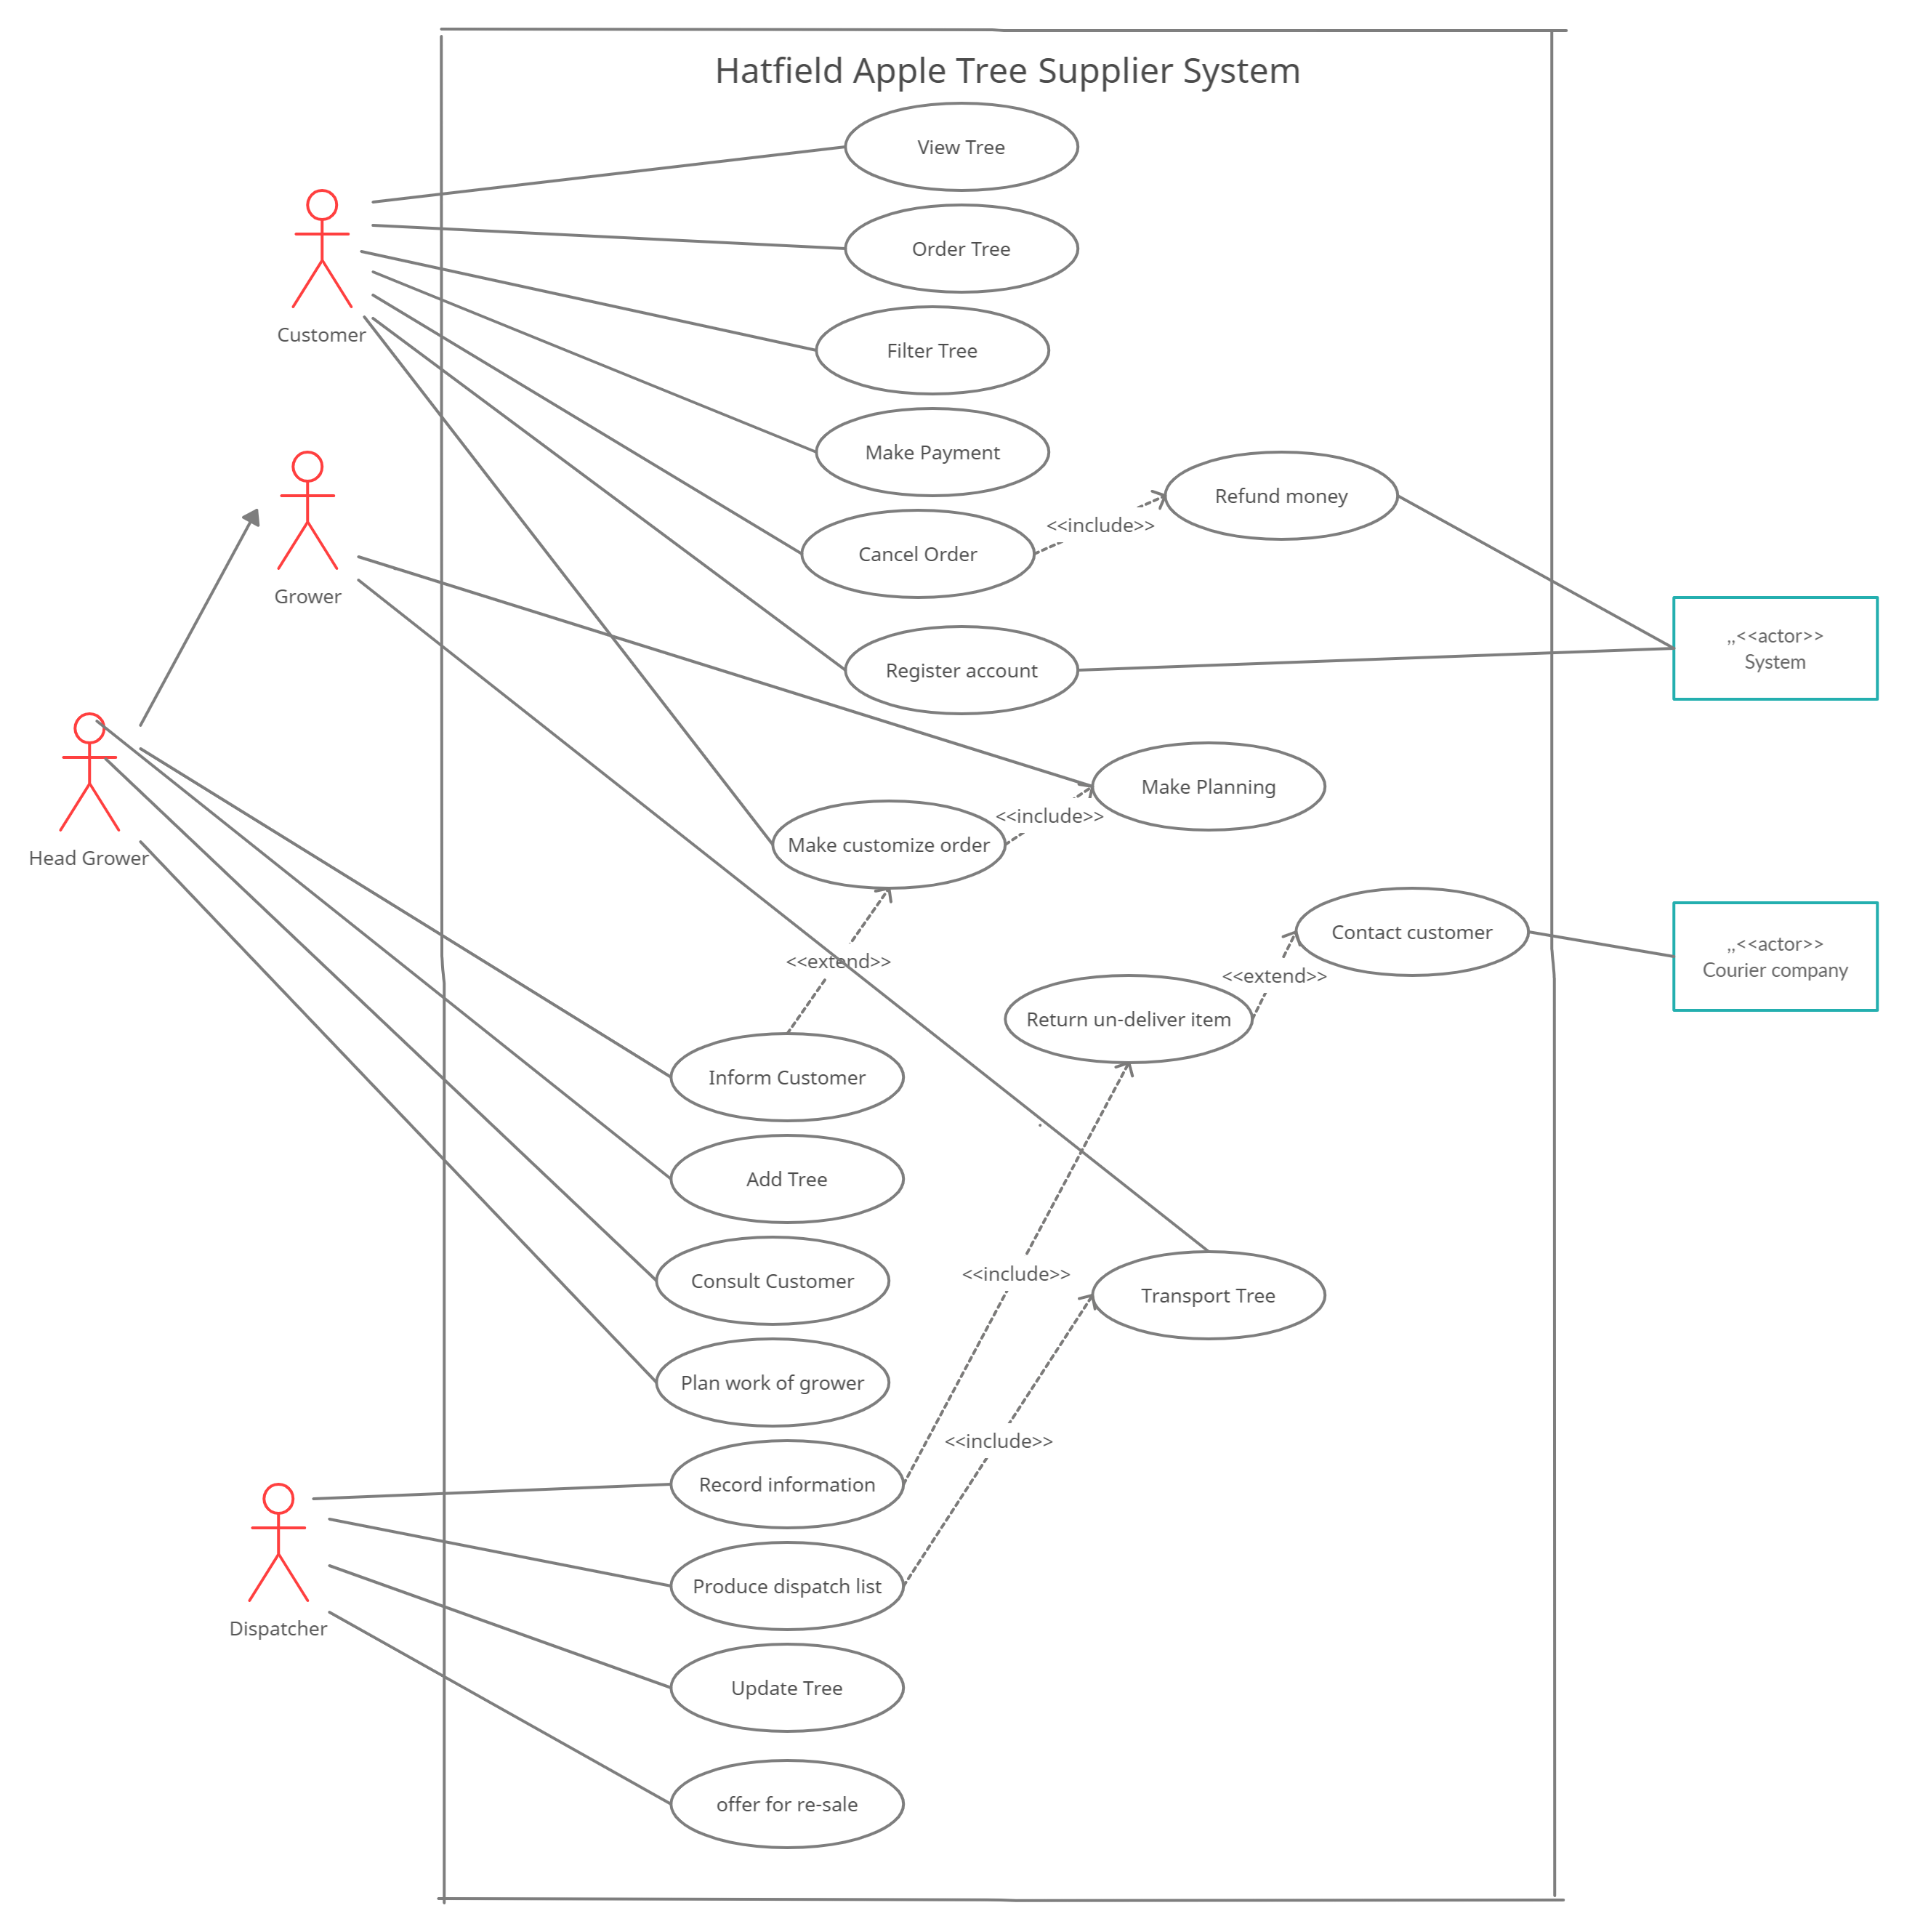 Hatfield Apple Tree Supplier System
View Tree
Order Tree
Customer
Filter Tree
Make Payment
Refund money
<<include>>
Cancel Order
Grower
,,<<actor>>
System
Register account
Make Planning
<<include>>
Make customize order
Head Grower
Contact customer
,,<<actor>>
Courier company
<<extend>>
<<extend>>
Return un-deliver item
Inform Customer
Add Tree
<<include>>
Consult Customer
Transport Tree
Plan work of grower
<<include>>
Record information
Produce dispatch list
Dispatcher
Update Tree
offer for re-sale